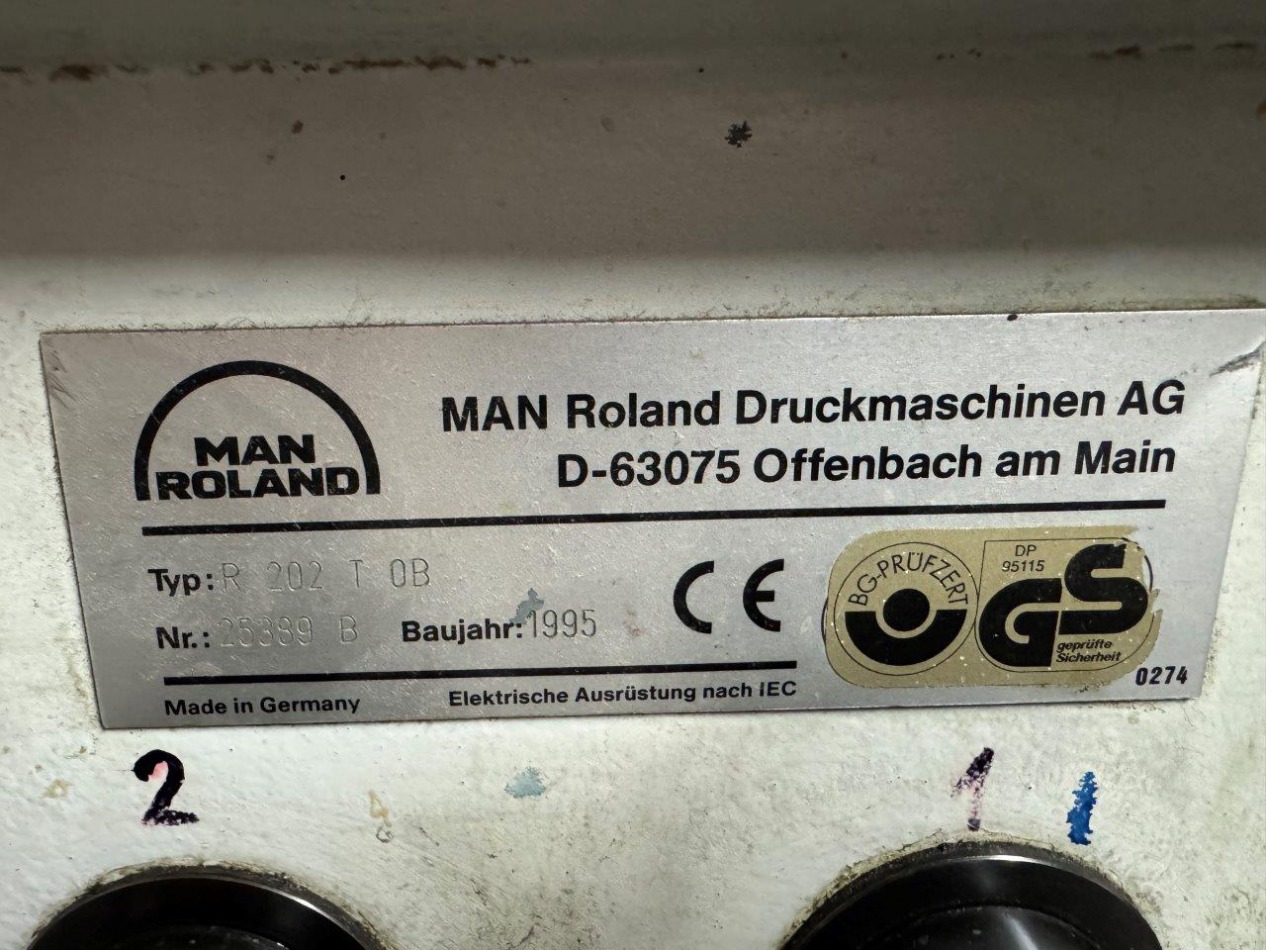 MAN
ROLAND
MAN Roland Druckmaschinen AG
D-63075 Offenbach am Main
Typ: R 202 T 0B
Nr.: 25389 B Baujahr: 1995
CE
BG-PRÜFZERT
DP
95115
GS
geprüfte
Sicherheit
0274
Made in Germany Elektrische Ausrüstung nach IEC
2 1